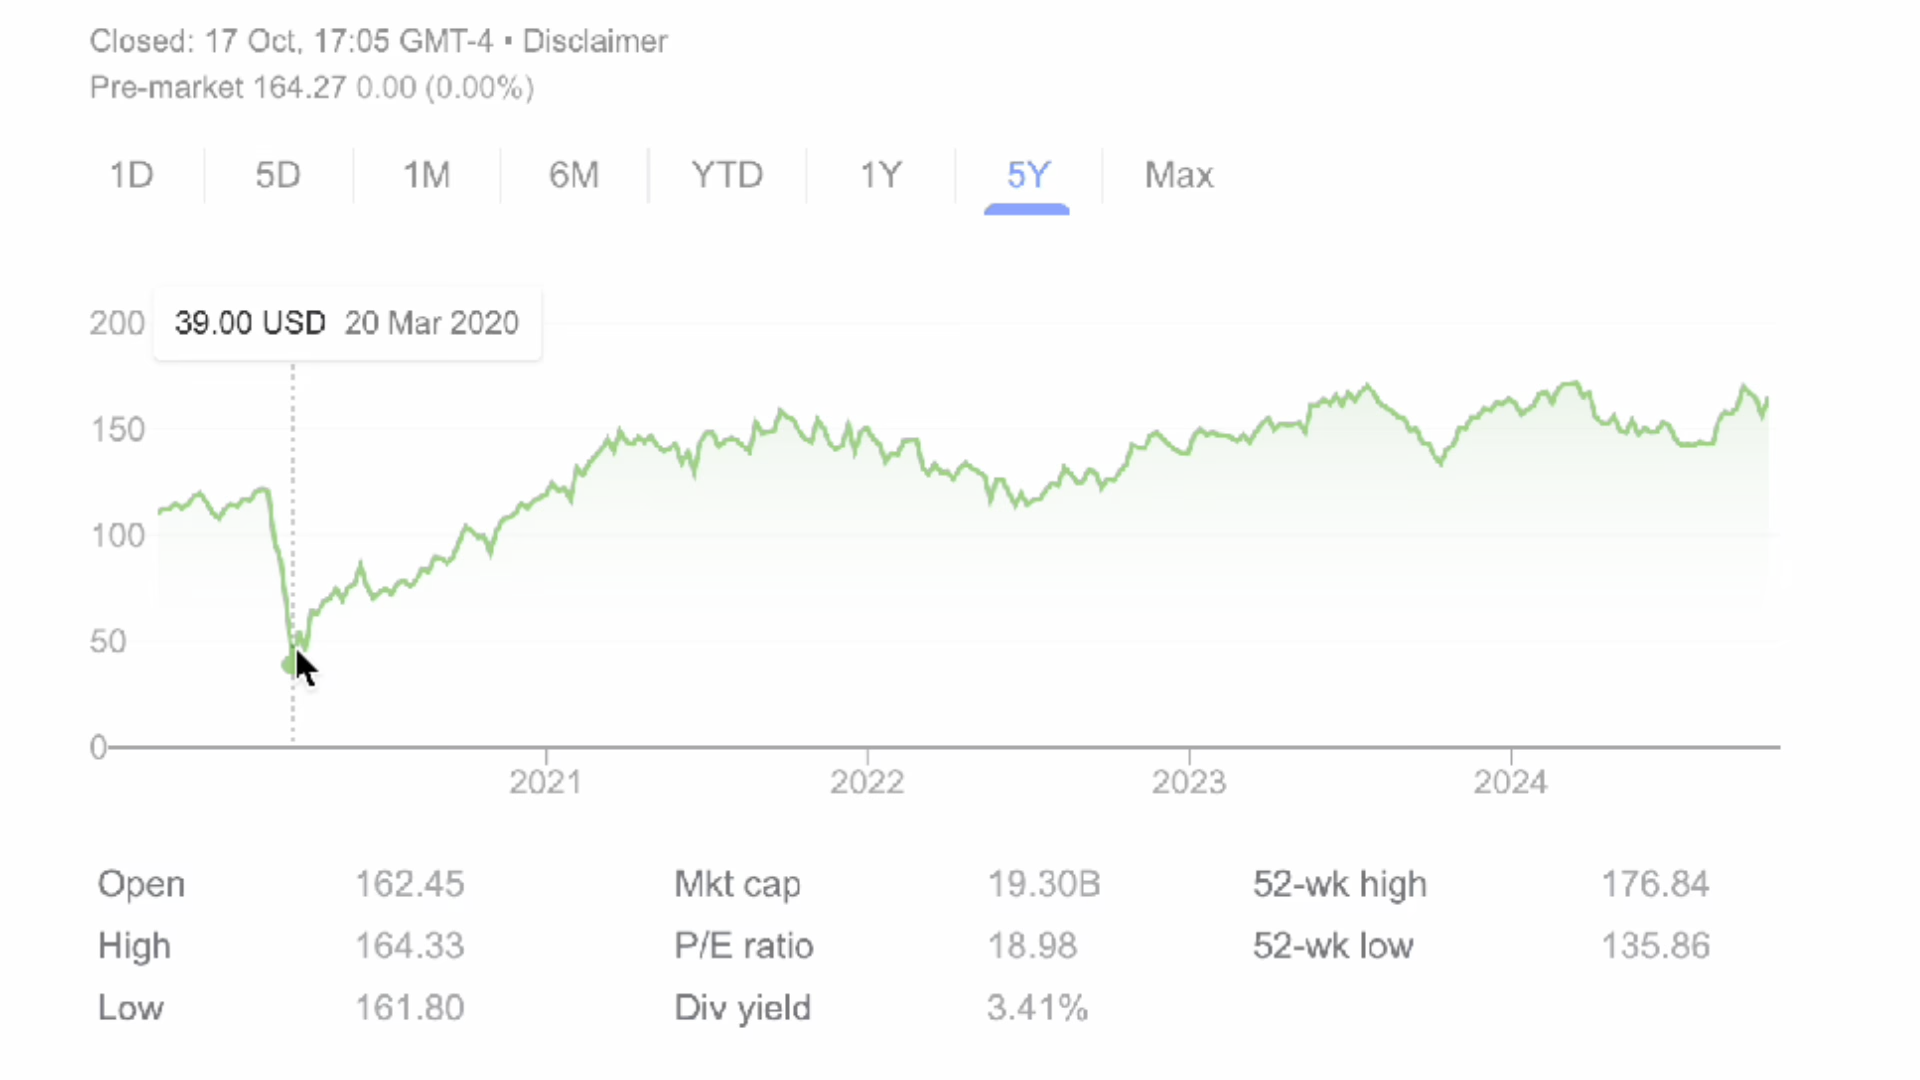 Closed: 17 Oct, 17:05 GMT-4 • Disclaimer
Pre-market 164.27 0.00 (0.00%)
1D 5D 1M 6M YTD 1Y 5Y Max
39.00 USD 20 Mar 2020
200
150
100
50
0
2021 2022 2023 2024
Open 162.45 Mkt cap 19.30B 52-wk high 176.84
High 164.33 P/E ratio 18.98 52-wk low 135.86
Low 161.80 Div yield 3.41%